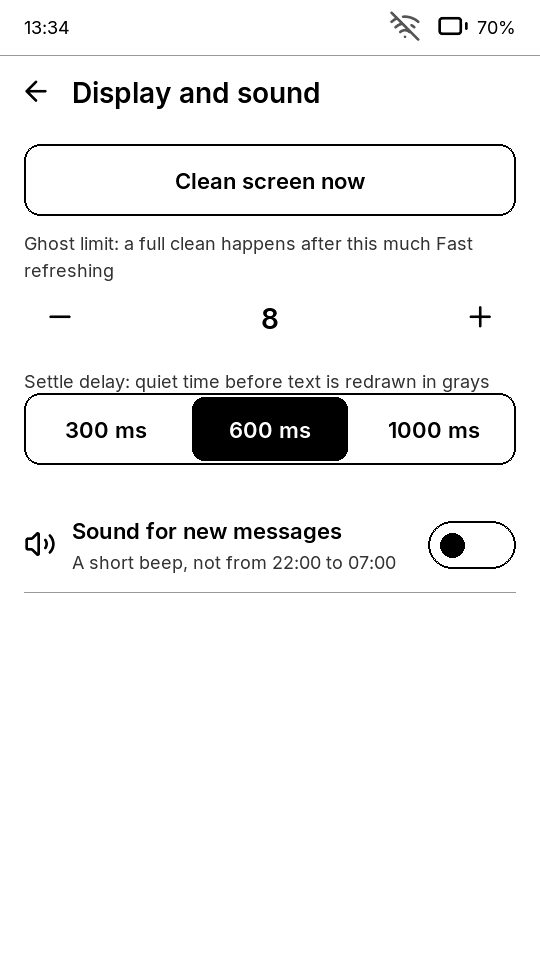 13:34
70%
Display and sound
Clean screen now
Ghost limit: a full clean happens after this much Fast
refreshing
8
Settle delay: quiet time before text is redrawn in grays
300 ms
600 ms
1000 ms
Sound for new messages
A short beep, not from 22:00 to 07:00